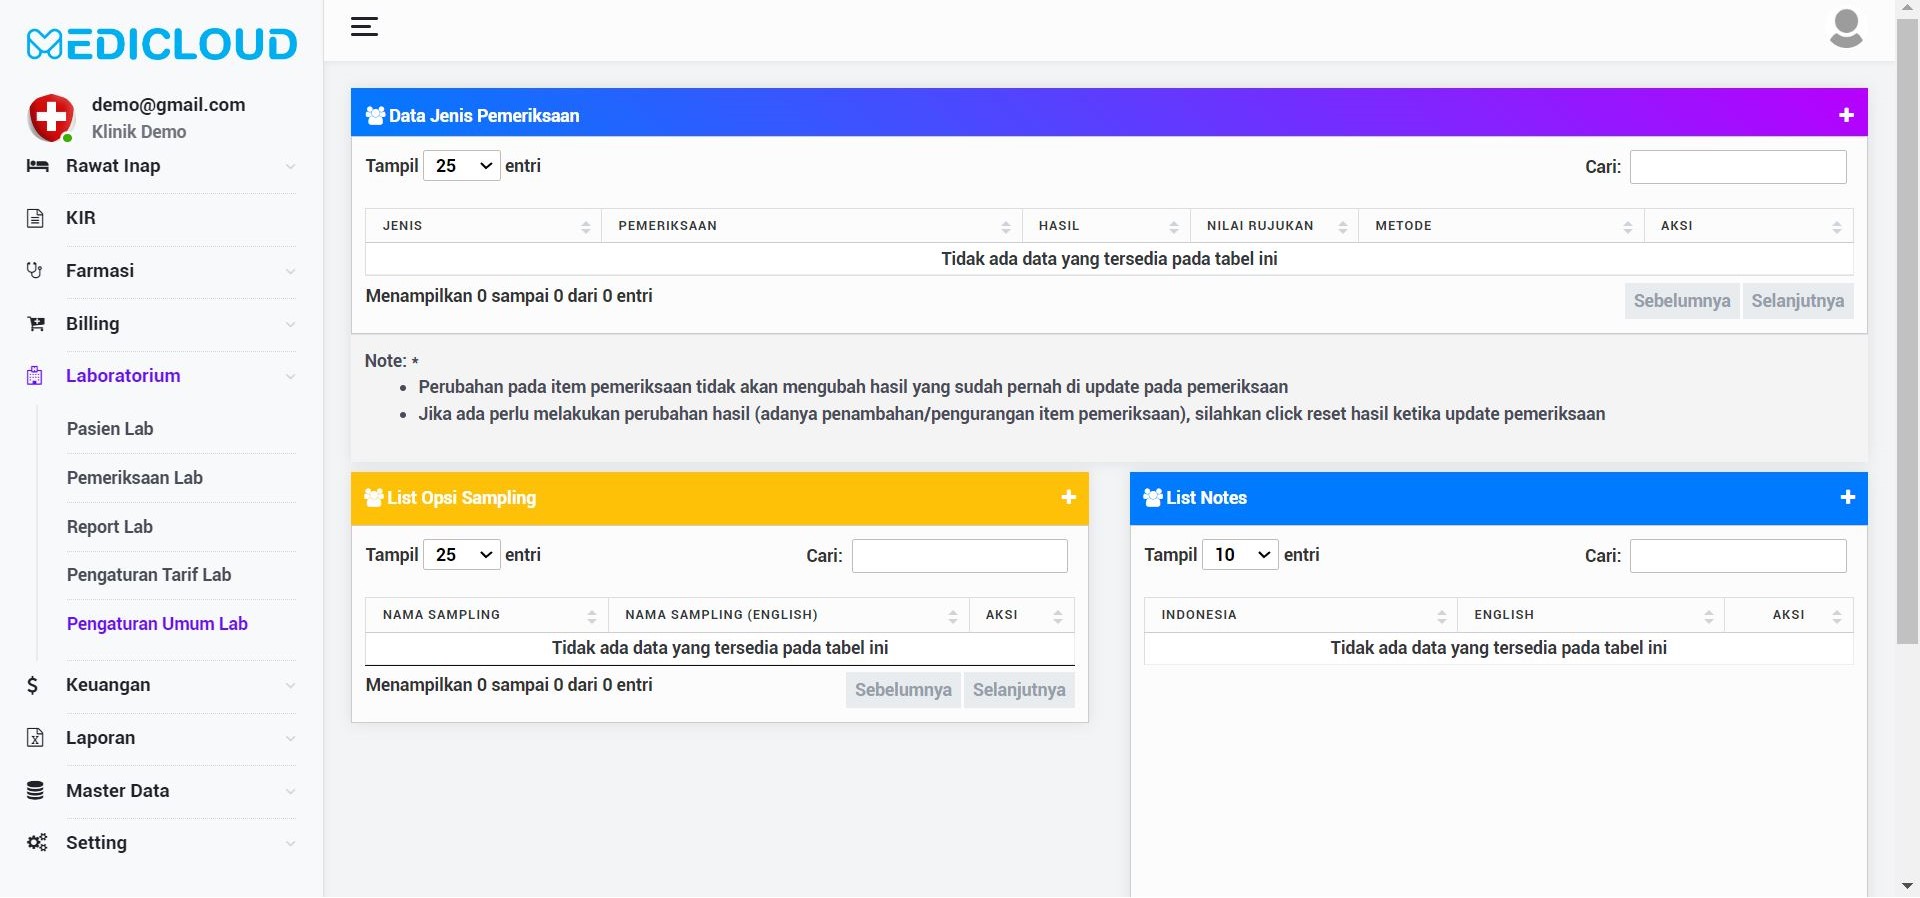 MEDICLOUD
demo@gmail.com
Klinik Demo
Rawat Inap
KIR
Farmasi
Billing
Laboratorium
Pasien Lab
Pemeriksaan Lab
Report Lab
Pengaturan Tarif Lab
Pengaturan Umum Lab
Keuangan
Laporan
Master Data
Setting
Data Jenis Pemeriksaan
Tampil 25 entri Cari:
JENIS PEMERIKSAAN HASIL NILAI RUJUKAN METODE AKSI
Tidak ada data yang tersedia pada tabel ini
Menampilkan 0 sampai 0 dari 0 entri
Sebelumnya Selanjutnya
Note: *
• Perubahan pada item pemeriksaan tidak akan mengubah hasil yang sudah pernah di update pada pemeriksaan
• Jika ada perlu melakukan perubahan hasil (adanya penambahan/pengurangan item pemeriksaan), silahkan click reset hasil ketika update pemeriksaan
List Opsi Sampling
Tampil 25 entri Cari:
NAMA SAMPLING NAMA SAMPLING (ENGLISH) AKSI
Tidak ada data yang tersedia pada tabel ini
Menampilkan 0 sampai 0 dari 0 entri
Sebelumnya Selanjutnya
List Notes
Tampil 10 entri Cari:
INDONESIA ENGLISH AKSI
Tidak ada data yang tersedia pada tabel ini